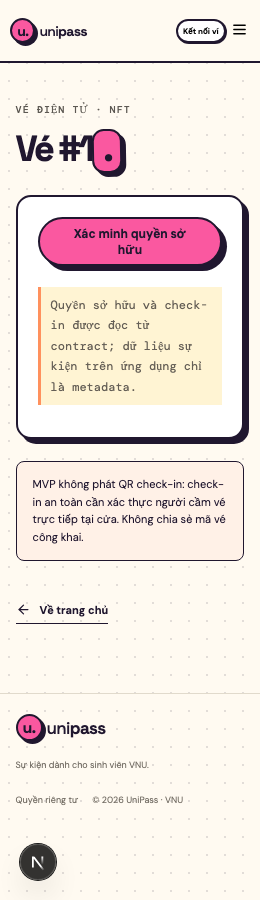 u. unipass
Kết nối ví
VÉ ĐIỆN TỬ · NFT
Vé #1.
Xác minh quyền sở
hữu
Quyền sở hữu và check-
in được đọc từ
contract; dữ liệu sự
kiện trên ứng dụng chỉ
là metadata.
MVP không phát QR check-in: check-
in an toàn cần xác thực người cầm vé
trực tiếp tại cửa. Không chia sẻ mã vé
công khai.
← Về trang chủ
u. unipass
Sự kiện dành cho sinh viên VNU.
Quyền riêng tư © 2026 UniPass · VNU
N